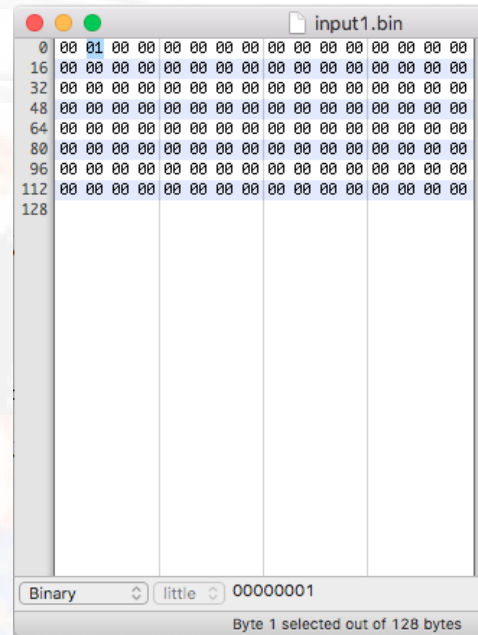 input1.bin
0 00 01 00 00 00 00 00 00 00 00 00 00 00 00 00 00
16 00 00 00 00 00 00 00 00 00 00 00 00 00 00 00 00
32 00 00 00 00 00 00 00 00 00 00 00 00 00 00 00 00
48 00 00 00 00 00 00 00 00 00 00 00 00 00 00 00 00
64 00 00 00 00 00 00 00 00 00 00 00 00 00 00 00 00
80 00 00 00 00 00 00 00 00 00 00 00 00 00 00 00 00
96 00 00 00 00 00 00 00 00 00 00 00 00 00 00 00 00
112 00 00 00 00 00 00 00 00 00 00 00 00 00 00 00 00
128
Binary little 00000001
Byte 1 selected out of 128 bytes